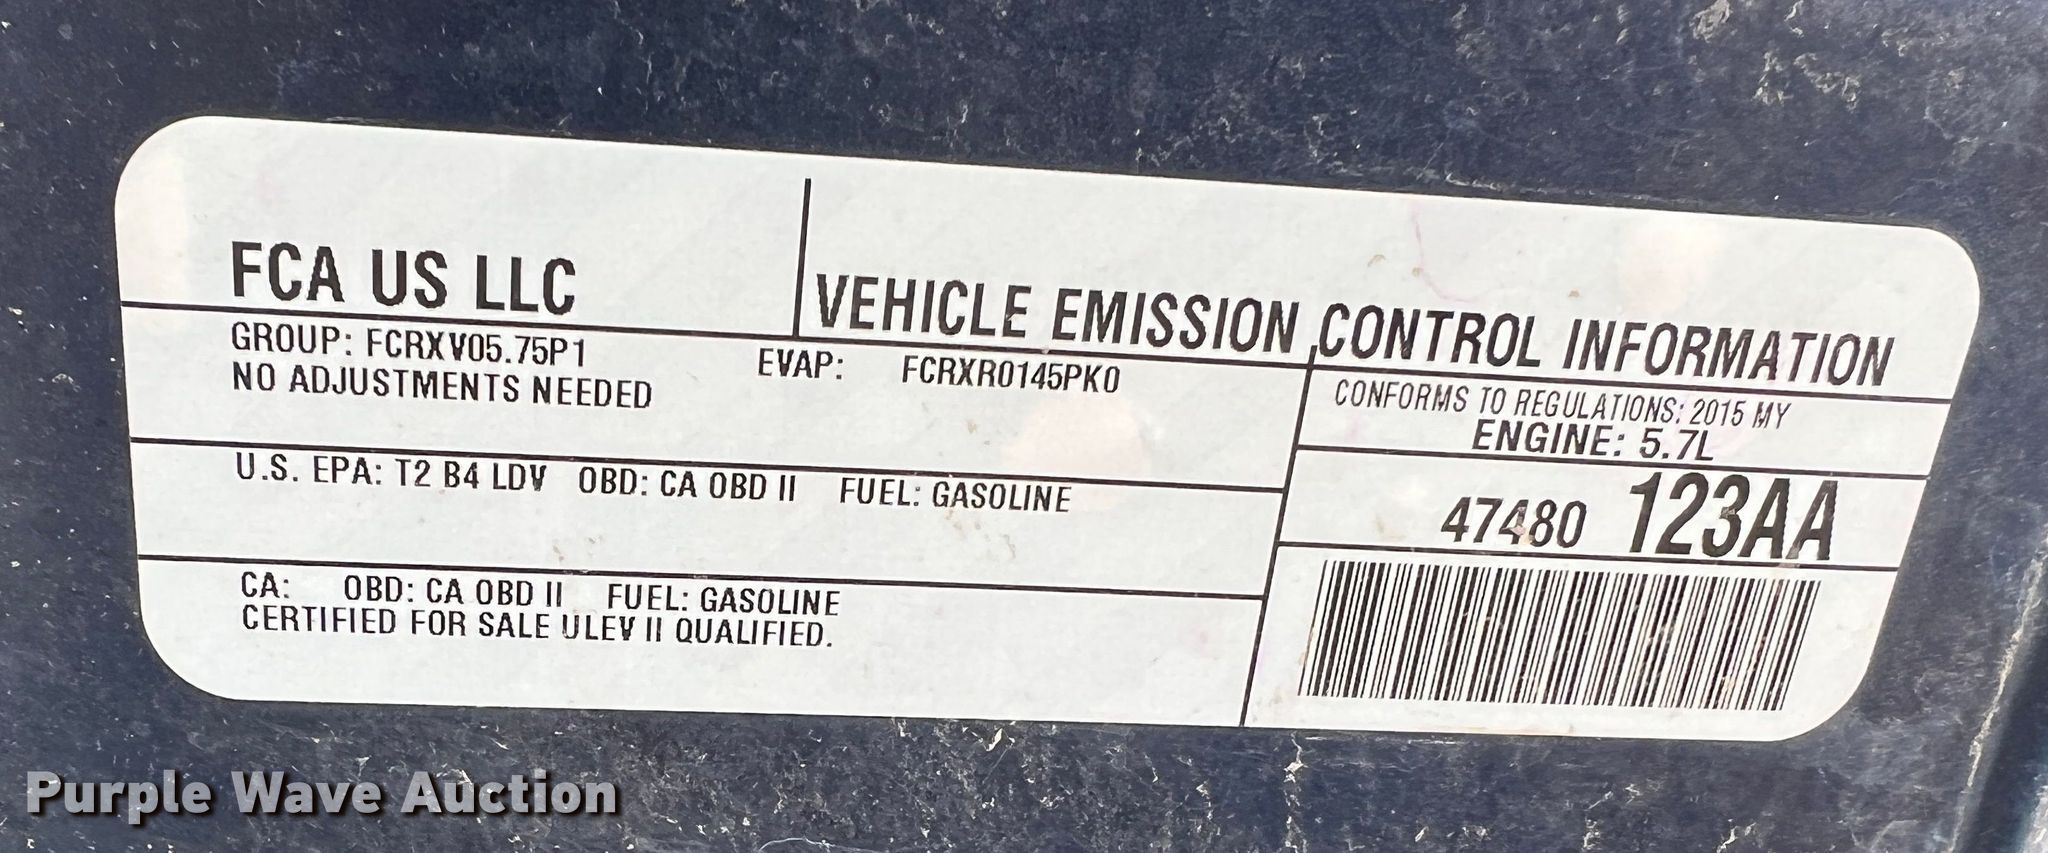 FCA US LLC
VEHICLE EMISSION CONTROL INFORMATION
GROUP: FCRXV05.75P1
EVAP: FCRXR0145PK0
NO ADJUSTMENTS NEEDED
CONFORMS TO REGULATIONS: 2015 MY
ENGINE: 5.7L
U.S. EPA: T2 B4 LDV OBD: CA OBD II FUEL: GASOLINE
47480 123AA
CA: OBD: CA OBD II FUEL: GASOLINE
CERTIFIED FOR SALE ULEV II QUALIFIED.
Purple Wave Auction